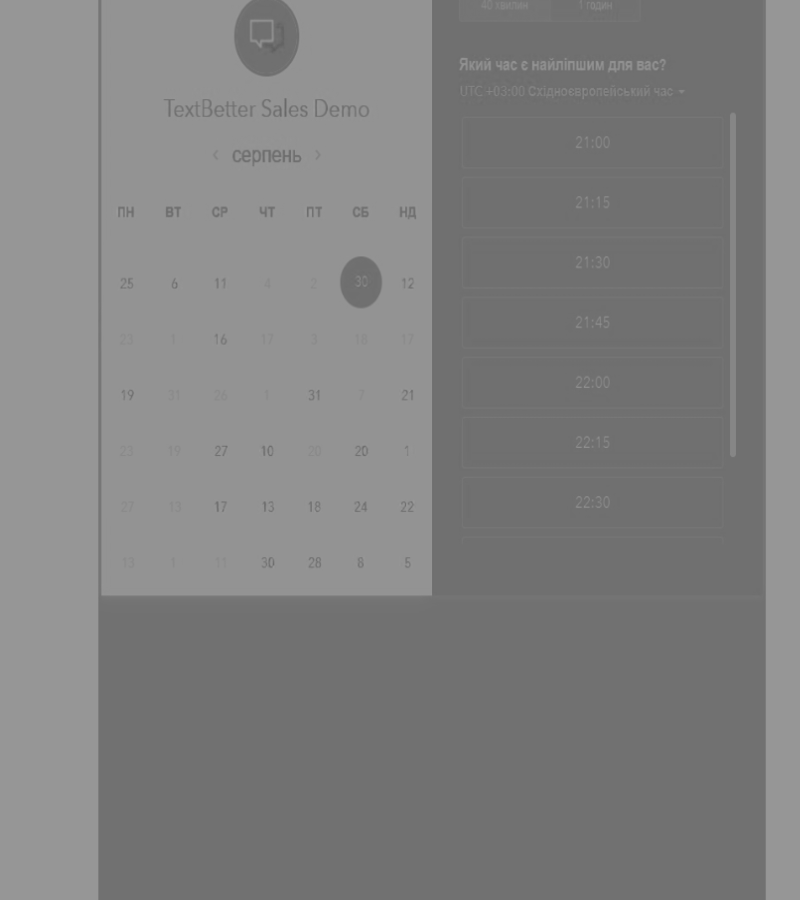 TextBetter Sales Demo
‹ серпень ›
ПН ВТ СР ЧТ ПТ СБ НД
25 6 11 4 2 30 12
23 1 16 17 3 18 17
19 31 26 1 31 7 21
23 19 27 10 20 20 1
27 13 17 13 18 24 22
13 1 11 30 28 8 5
40 хвилин 1 годин
Який час є найліпшим для вас?
UTC +03:00 Східноєвропейський час
21:00
21:15
21:30
21:45
22:00
22:15
22:30